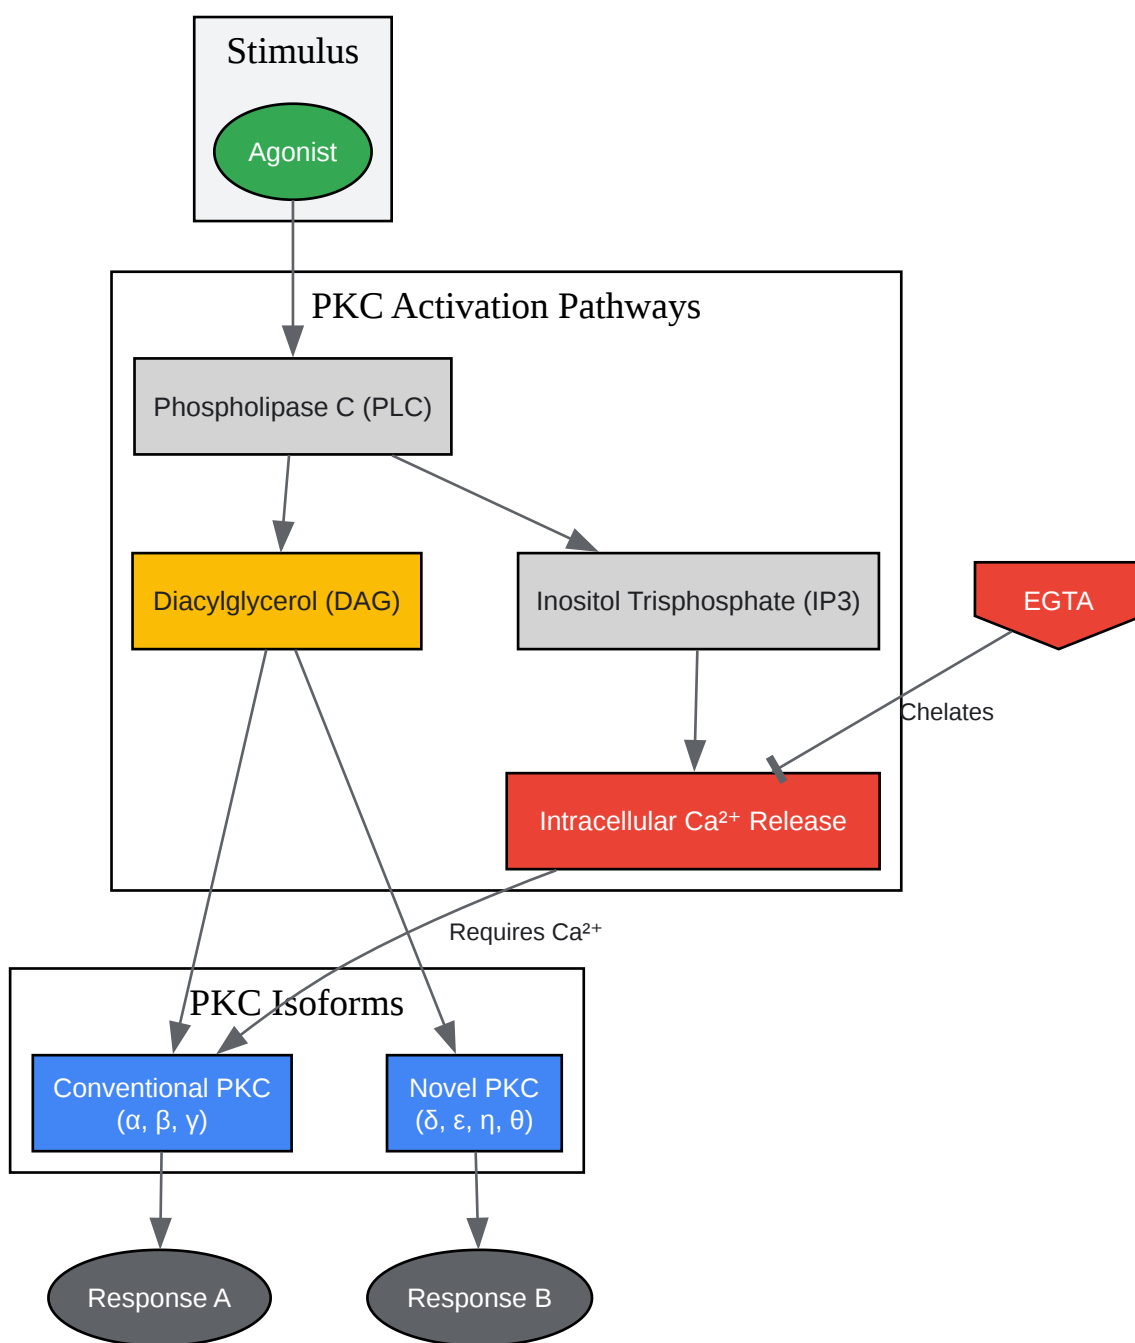 Stimulus
Agonist
PKC Activation Pathways
Phospholipase C (PLC)
Diacylglycerol (DAG)
Inositol Trisphosphate (IP3)
EGTA
Chelates
Intracellular Ca²⁺ Release
Requires Ca²⁺
PKC Isoforms
Conventional PKC
(α, β, γ)
Novel PKC
(δ, ε, η, θ)
Response A
Response B